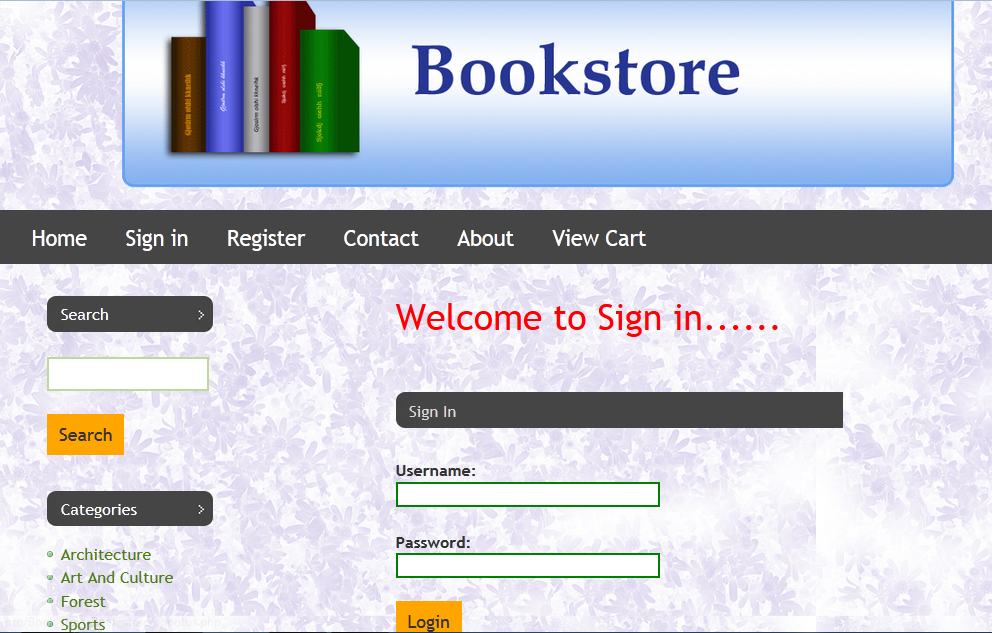 Bookstore
Home Sign in Register Contact About View Cart
Search
Search
Categories
Architecture
Art And Culture
Forest
Sports
Welcome to Sign in......
Sign In
Username:
Password:
Login